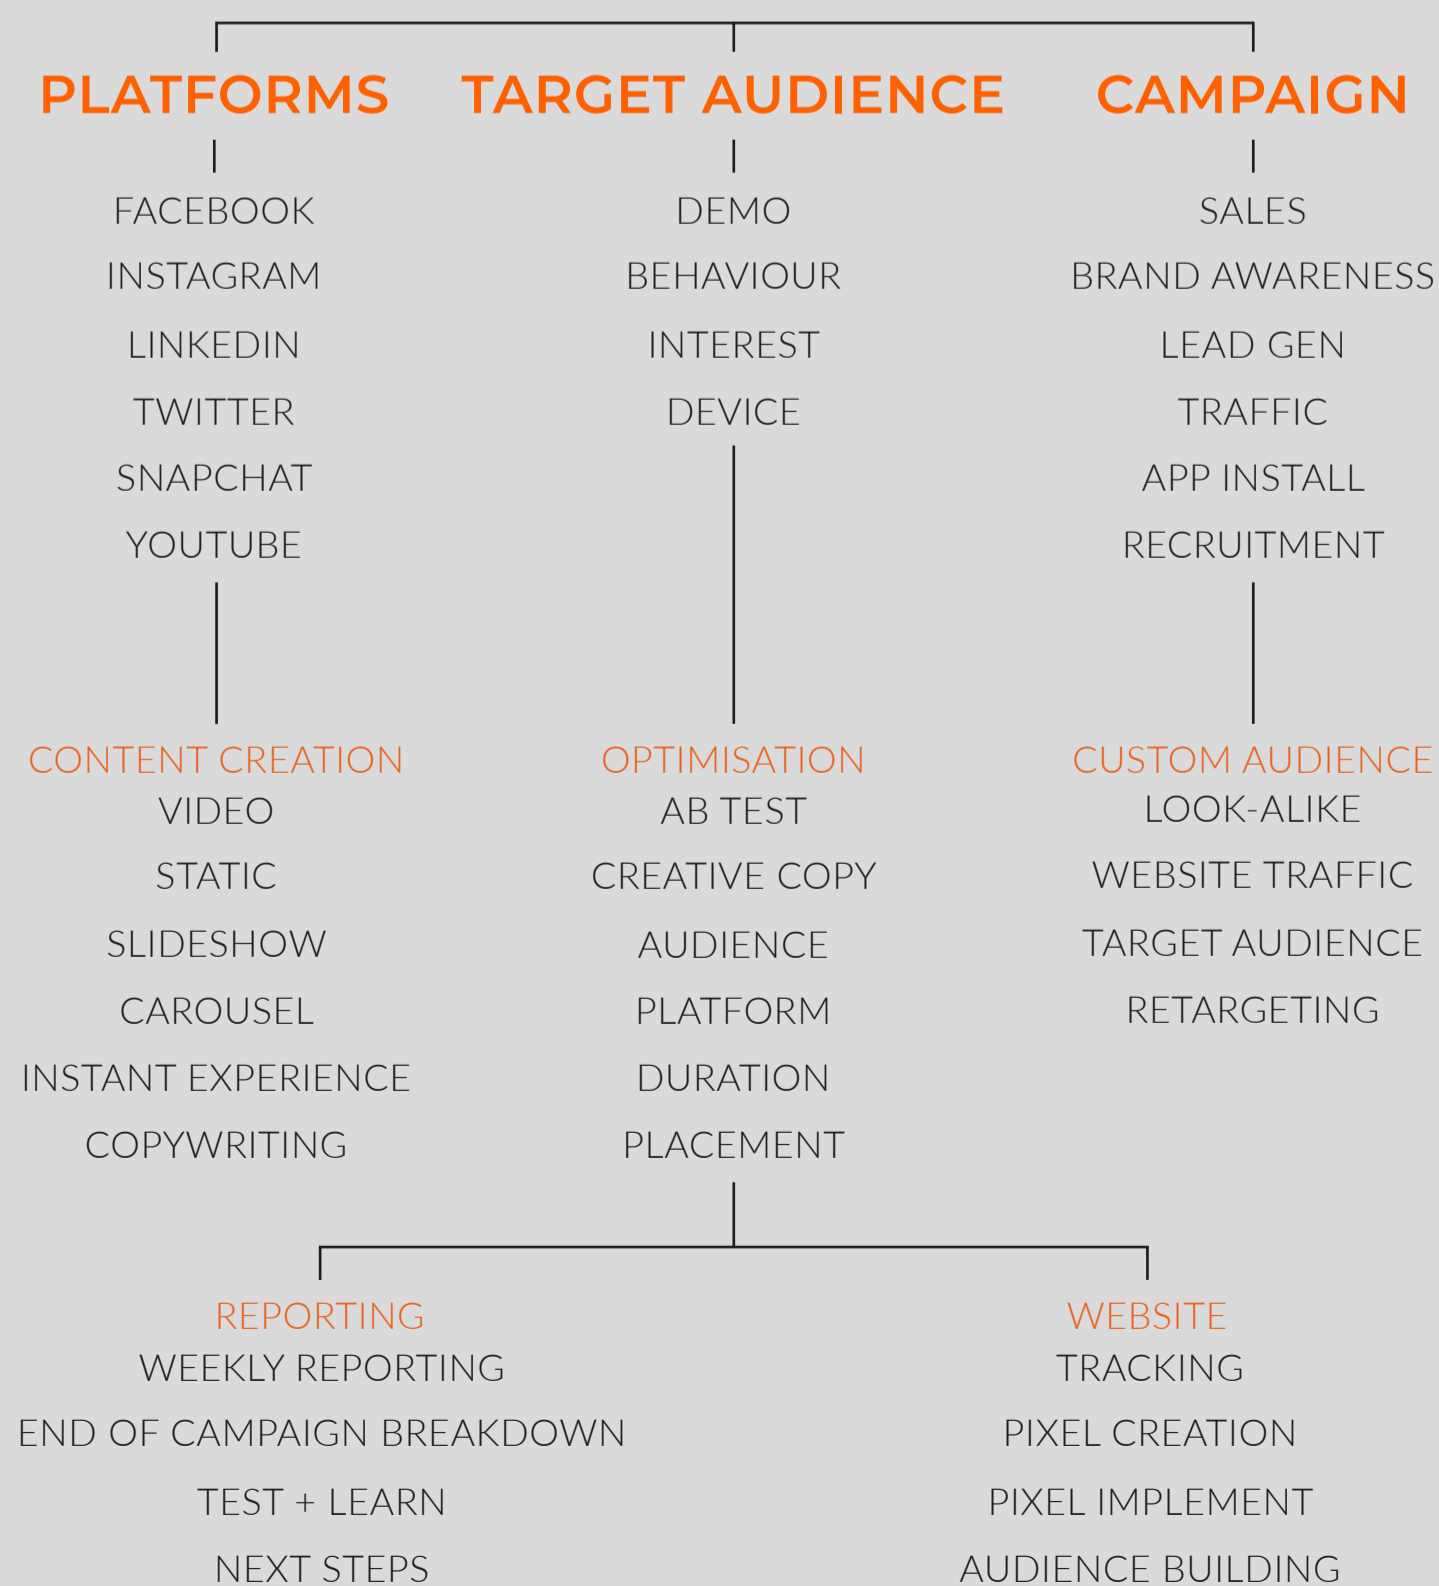 PLATFORMS
FACEBOOK
INSTAGRAM
LINKEDIN
TWITTER
SNAPCHAT
YOUTUBE
CONTENT CREATION
VIDEO
STATIC
SLIDESHOW
CAROUSEL
INSTANT EXPERIENCE
COPYWRITING
TARGET AUDIENCE
DEMO
BEHAVIOUR
INTEREST
DEVICE
OPTIMISATION
AB TEST
CREATIVE COPY
AUDIENCE
PLATFORM
DURATION
PLACEMENT
CAMPAIGN
SALES
BRAND AWARENESS
LEAD GEN
TRAFFIC
APP INSTALL
RECRUITMENT
CUSTOM AUDIENCE
LOOK-ALIKE
WEBSITE TRAFFIC
TARGET AUDIENCE
RETARGETING
REPORTING
WEEKLY REPORTING
END OF CAMPAIGN BREAKDOWN
TEST + LEARN
NEXT STEPS
WEBSITE
TRACKING
PIXEL CREATION
PIXEL IMPLEMENT
AUDIENCE BUILDING